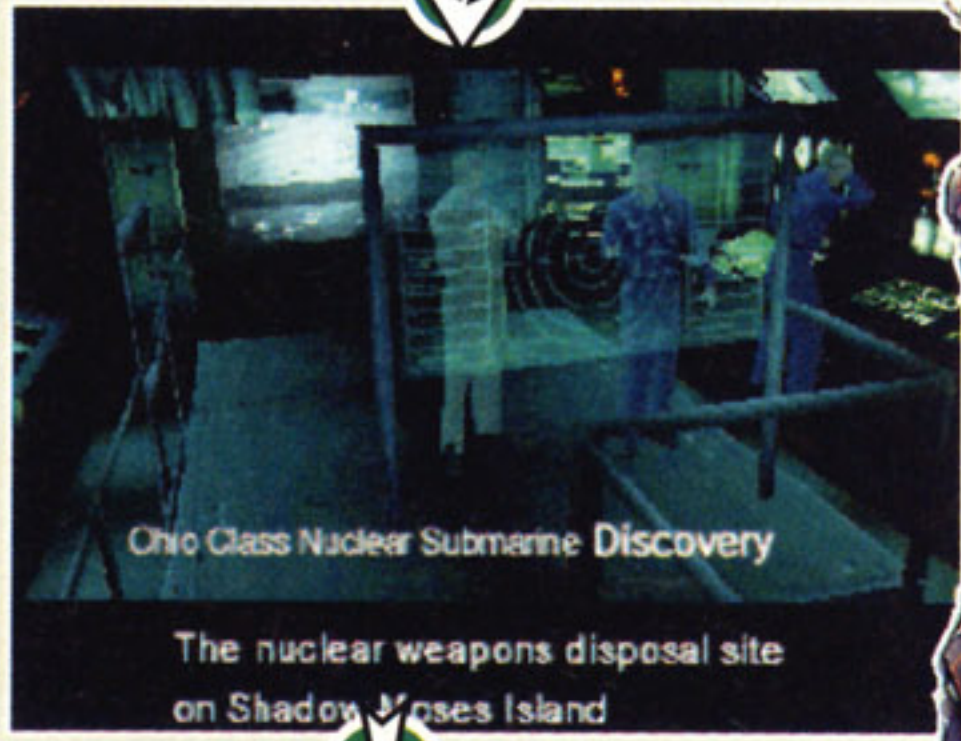 Ohio Class Nuclear Submarine Discovery
The nuclear weapons disposal site
on Shadow Moses Island